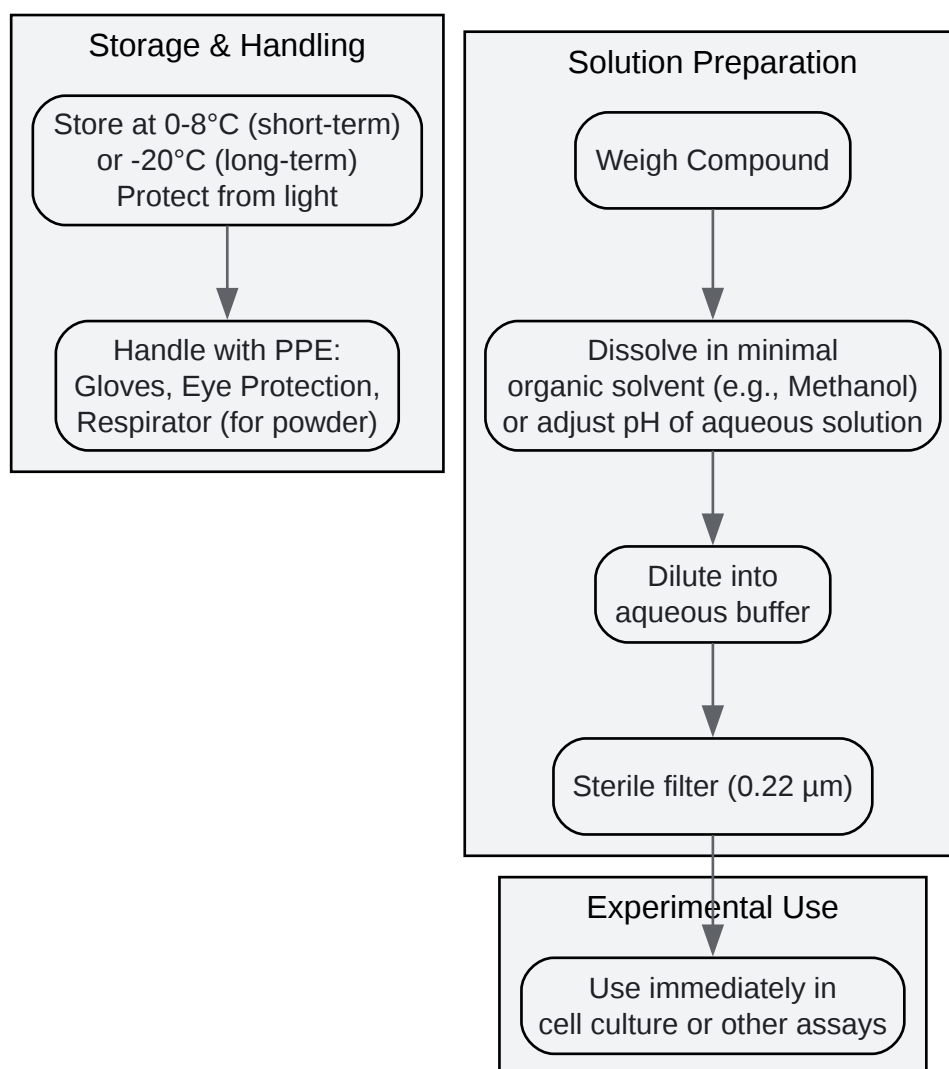 Storage & Handling
Store at 0-8°C (short-term)
or -20°C (long-term)
Protect from light
Handle with PPE:
Gloves, Eye Protection,
Respirator (for powder)
Solution Preparation
Weigh Compound
Dissolve in minimal
organic solvent (e.g., Methanol)
or adjust pH of aqueous solution
Dilute into
aqueous buffer
Sterile filter (0.22 µm)
Experimental Use
Use immediately in
cell culture or other assays